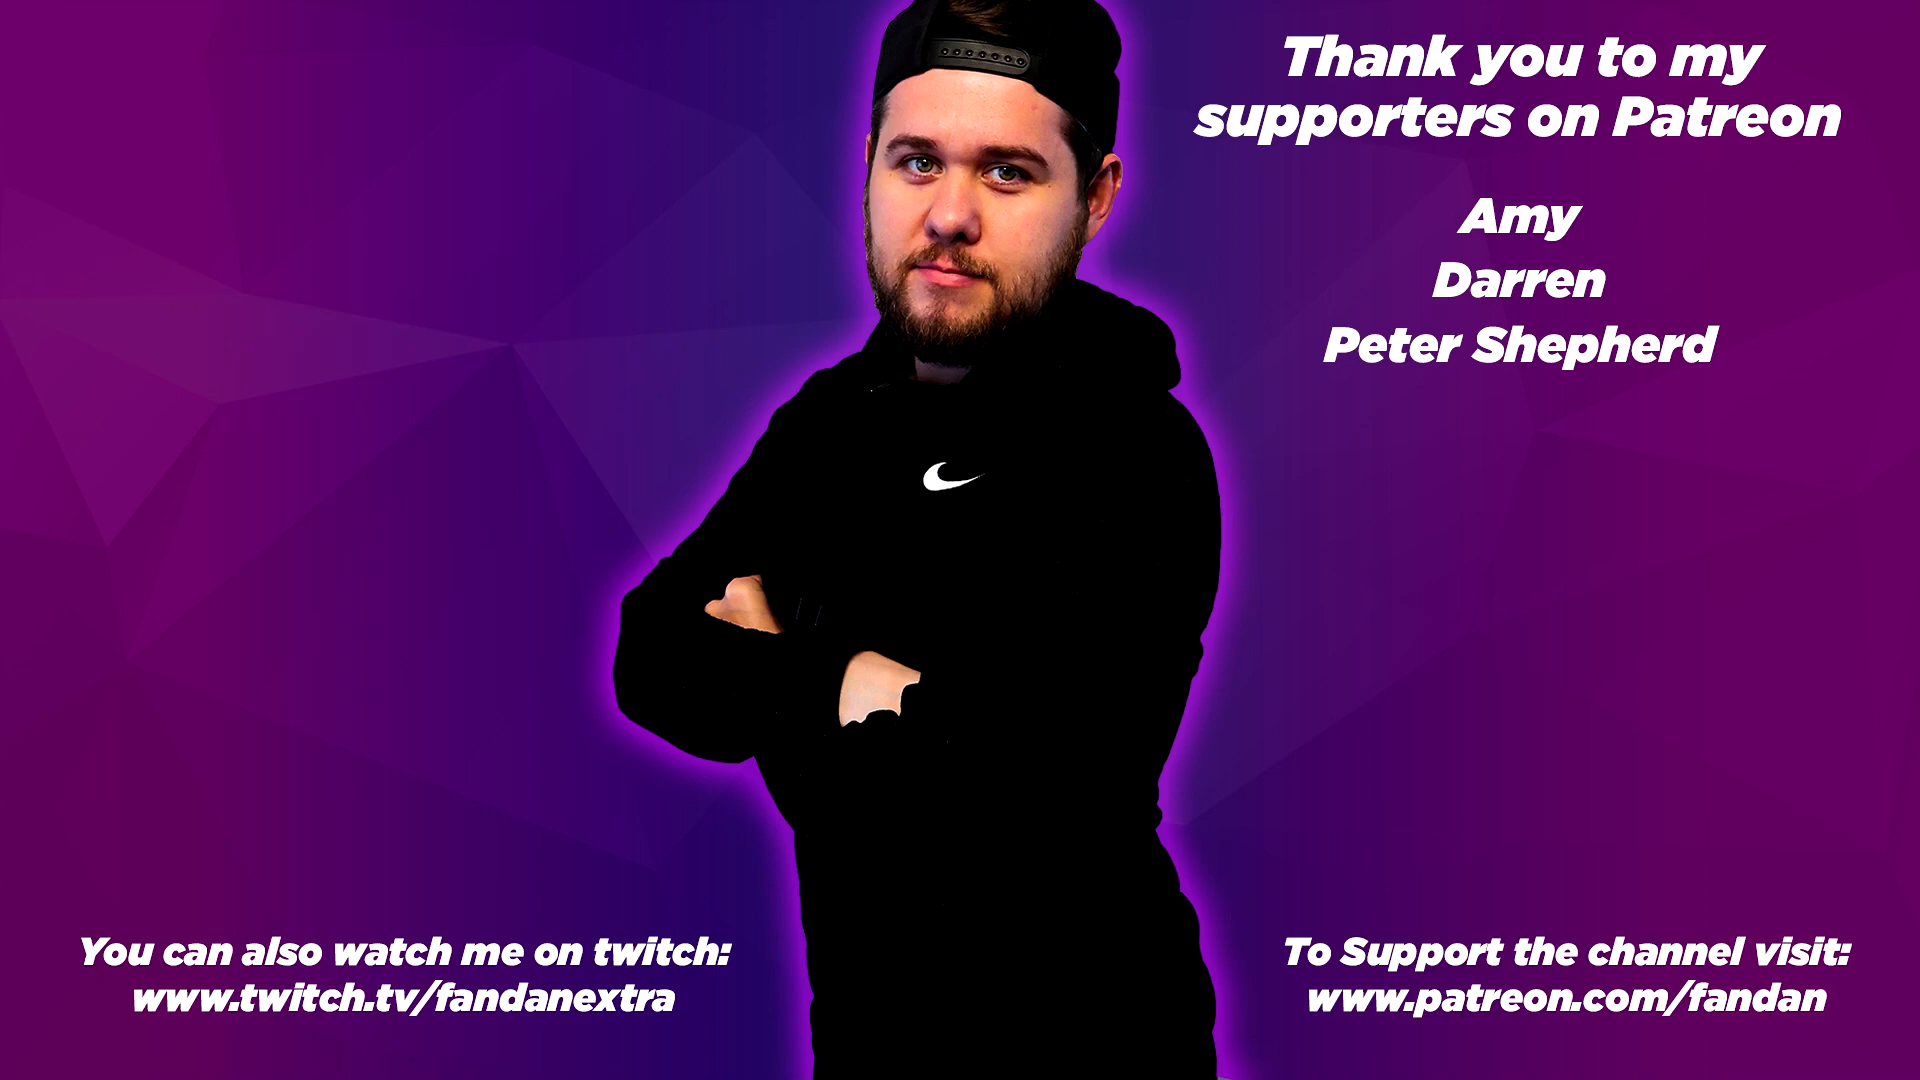 Thank you to my
supporters on Patreon
Amy
Darren
Peter Shepherd
You can also watch me on twitch:
www.twitch.tv/fandanextra
To Support the channel visit:
www.patreon.com/fandan